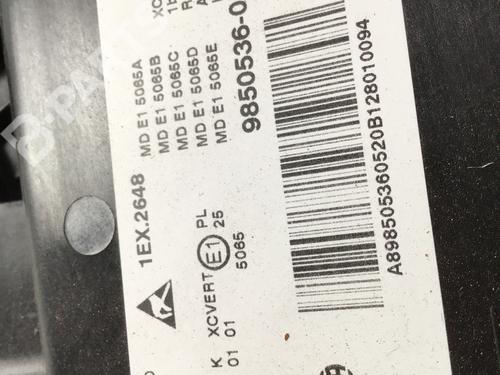 1EX.2648
MD E1 5065A
MD E1 5065B
MD E1 5065C
MD E1 5065D
MD E1 5065E
9850536-0
XCVERT E1 PL
K
25
01 01
5065
A898505360520B128010094
B-PARTS